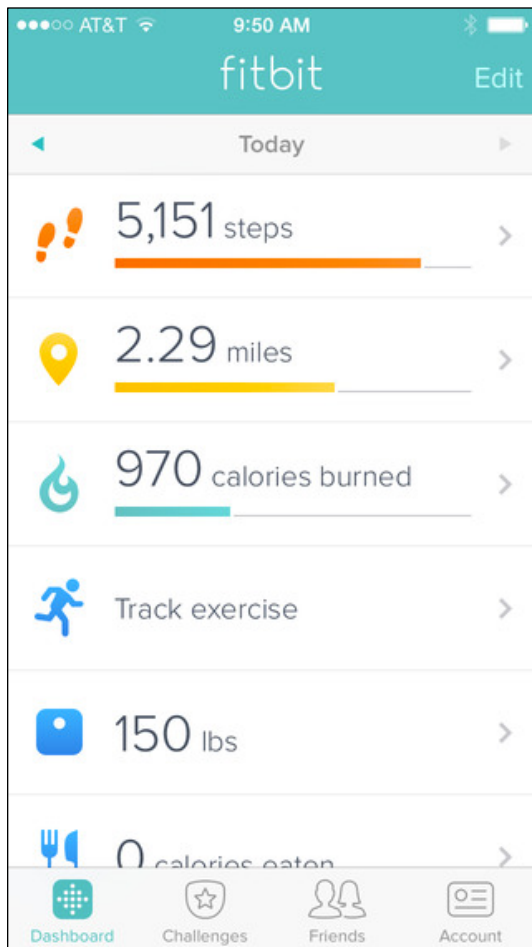 AT&T 9:50 AM
fitbit Edit
Today
5,151 steps
2.29 miles
970 calories burned
Track exercise
150 lbs
0 calories eaten
Dashboard Challenges Friends Account